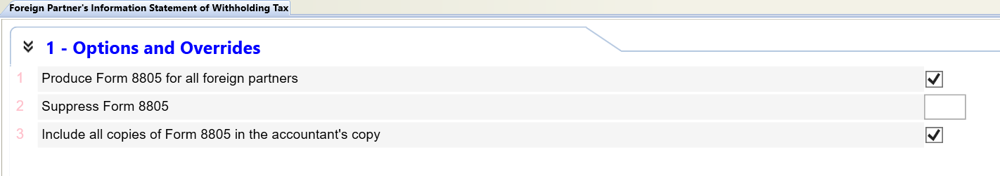 Foreign Partner's Information Statement of Withholding Tax
1 - Options and Overrides
1 Produce Form 8805 for all foreign partners
2 Suppress Form 8805
3 Include all copies of Form 8805 in the accountant's copy